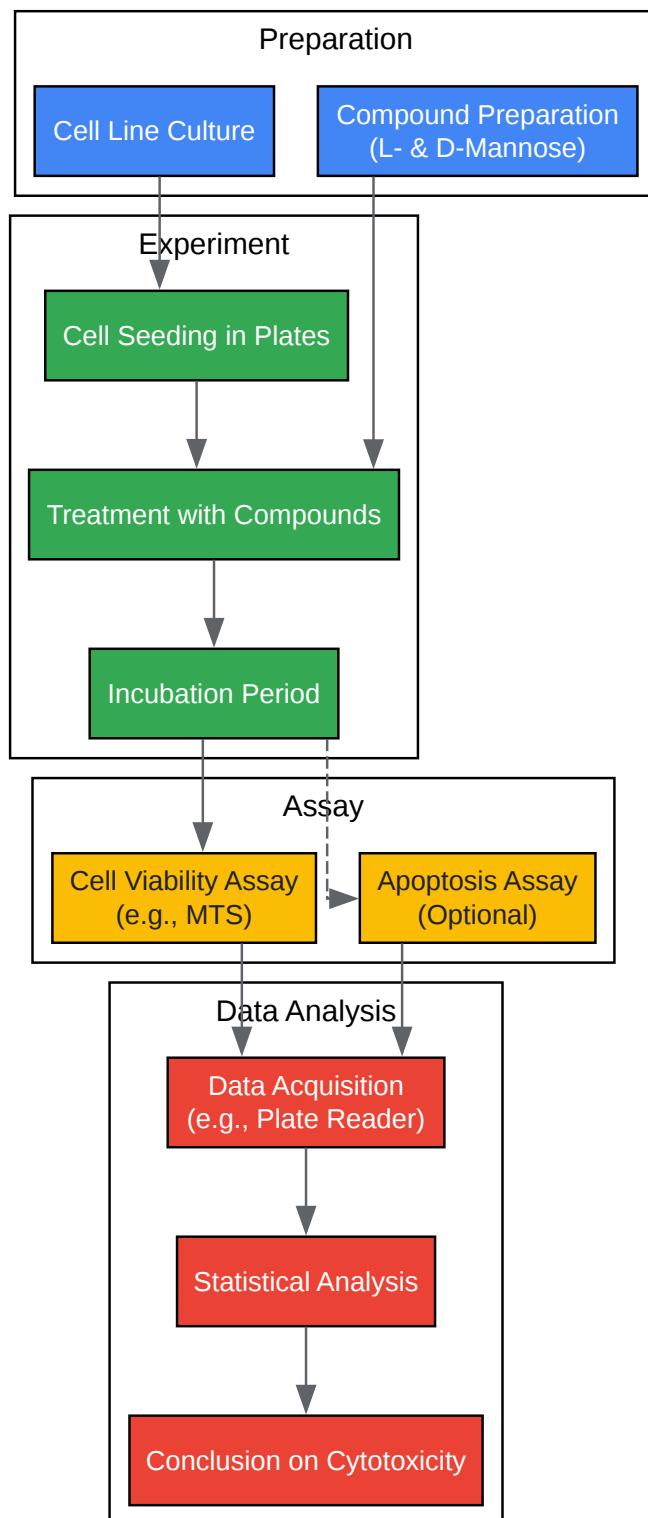 Preparation
Cell Line Culture
Compound Preparation
(L- & D-Mannose)
Experiment
Cell Seeding in Plates
Treatment with Compounds
Incubation Period
Assay
Cell Viability Assay
(e.g., MTS)
Apoptosis Assay
(Optional)
Data Analysis
Data Acquisition
(e.g., Plate Reader)
Statistical Analysis
Conclusion on Cytotoxicity